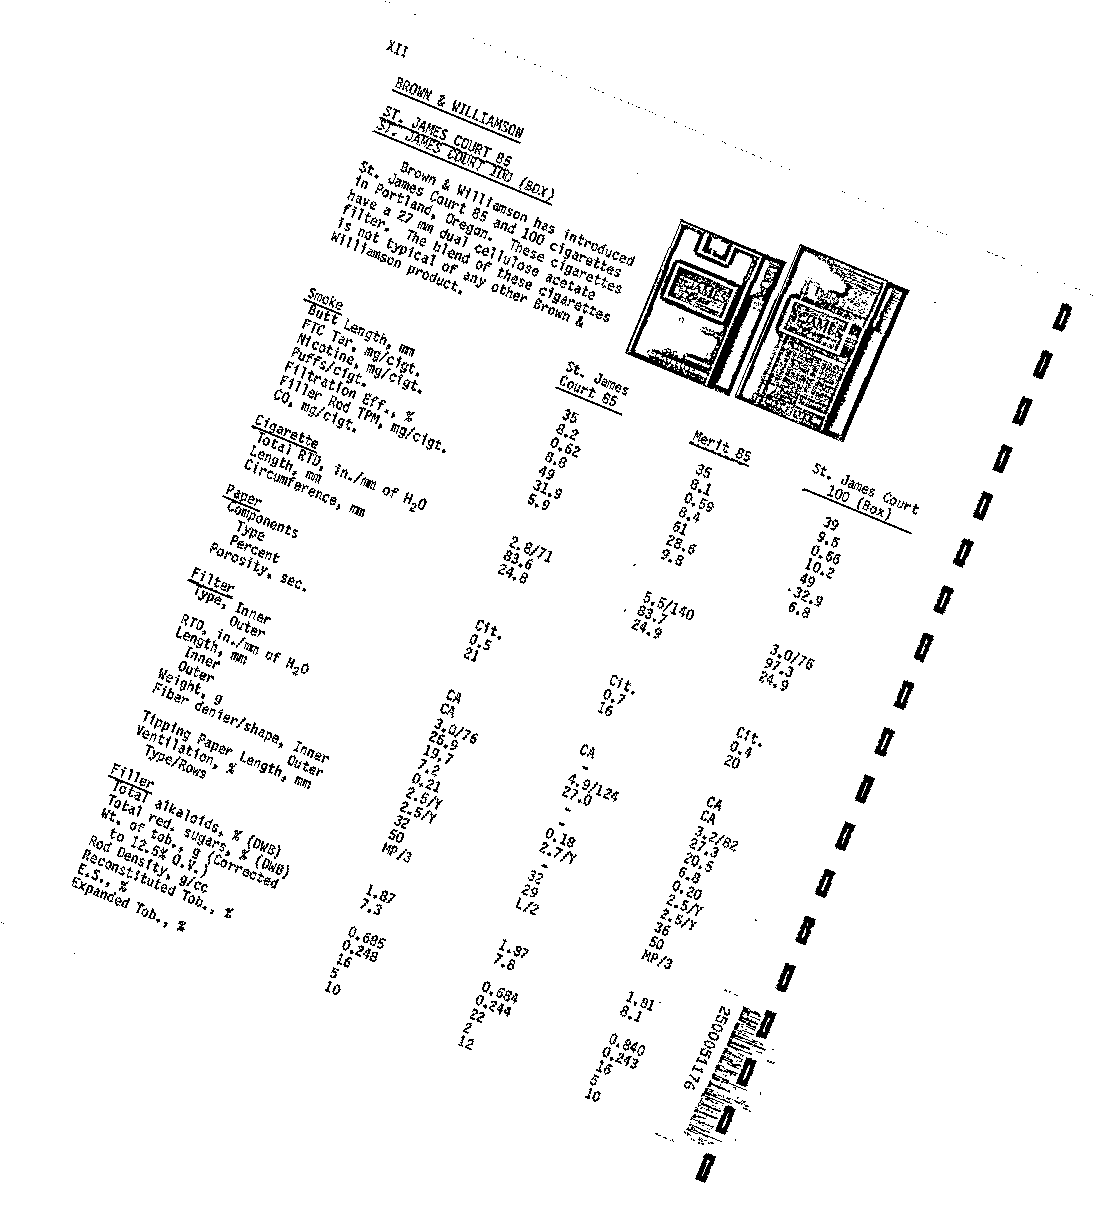 XII
BROWN & WILLIAMSON
ST. JAMES COURT 85
ST. JAMES COURT 100 (BOX)
Brown & Williamson has introduced
St. James Court 85 and 100 cigarettes
in Portland, Oregon. These cigarettes
have a 27 mm dual cellulose acetate
filter. The blend of these cigarettes
is not typical of any other Brown &
Williamson product.
St. James Court 85 Merit 85 St. James Court 100 (Box)
Smoke
Butt Length, mm 35 35 39
FTC Tar, mg/cigt. 8.2 8.1 9.6
Nicotine, mg/cigt. 0.62 0.59 0.66
Puffs/cigt. 8.8 8.4 10.2
Filtration Eff., % 49 61 49
Filler Rod TPM, mg/cigt. 31.9 28.6 32.9
CO, mg/cigt. 5.9 9.8 6.8
Cigarette
Total RTD, in./mm of H2O 2.8/71 5.5/140 3.0/76
Length, mm 83.6 83.7 97.3
Circumference, mm 24.8 24.9 24.9
Paper
Components
Type Cit. Cit. Cit.
Percent 0.5 0.7 0.4
Porosity, sec. 21 16 20
Filter
Type, Inner CA CA CA
Outer CA - CA
RTD, in./mm of H2O 3.0/76 4.9/124 3.2/82
Length, mm 26.9 27.0 27.3
Inner 19.7 - 20.5
Outer 7.2 - 6.8
Weight, g 0.21 0.18 0.20
Fiber denier/shape, Inner 2.5/Y 2.7/Y 2.5/Y
Outer 2.5/Y - 2.5/Y
Tipping Paper Length, mm 32 32 36
Ventilation, % 50 29 50
Type/Rows MP/3 L/2 MP/3
Filler
Total alkaloids, % (DWB) 1.87 1.97 1.81
Total red. sugars, % (DWB) 7.3 7.8 8.1
Wt. of tob., g (Corrected
to 12.5% O.V.) 0.685 0.684 0.840
Rod Density, g/cc 0.248 0.244 0.243
Reconstituted Tob., % 16 22 16
E.S., % 5 2 5
Expanded Tob., % 10 12 10
2500051176